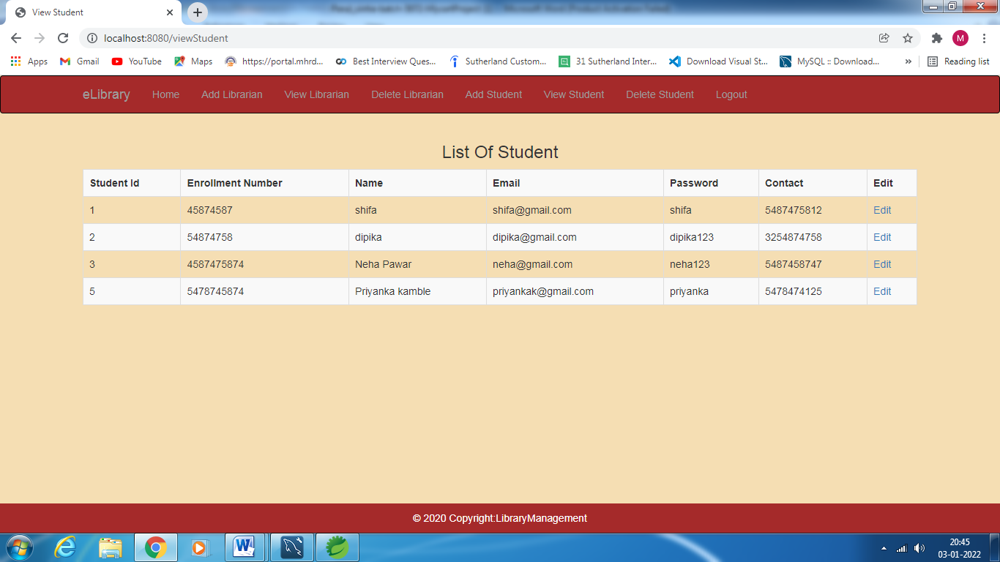 View Student
localhost:8080/viewStudent
M
Apps Gmail YouTube Maps https://portal.mhrd... Best Interview Ques... Sutherland Custom... 31 Sutherland Inter... Download Visual St... MySQL :: Download... » Reading list
eLibrary Home Add Librarian View Librarian Delete Librarian Add Student View Student Delete Student Logout
List Of Student
Student Id Enrollment Number Name Email Password Contact Edit
1 45874587 shifa shifa@gmail.com shifa 5487475812 Edit
2 54874758 dipika dipika@gmail.com dipika123 3254874758 Edit
3 4587475874 Neha Pawar neha@gmail.com neha123 5487458747 Edit
5 5478745874 Priyanka kamble priyankak@gmail.com priyanka 5478474125 Edit
© 2020 Copyright:LibraryManagement
20:45
03-01-2022